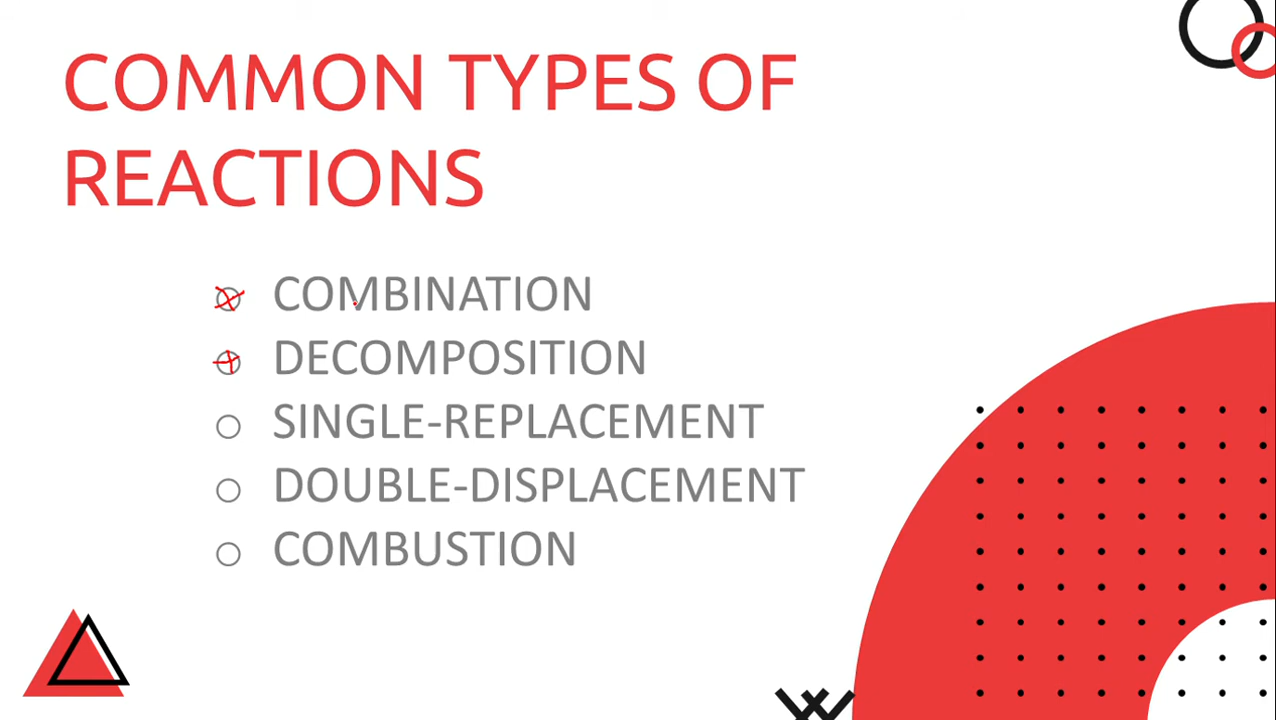 COMMON TYPES OF
REACTIONS
COMBINATION
DECOMPOSITION
SINGLE-REPLACEMENT
DOUBLE-DISPLACEMENT
COMBUSTION